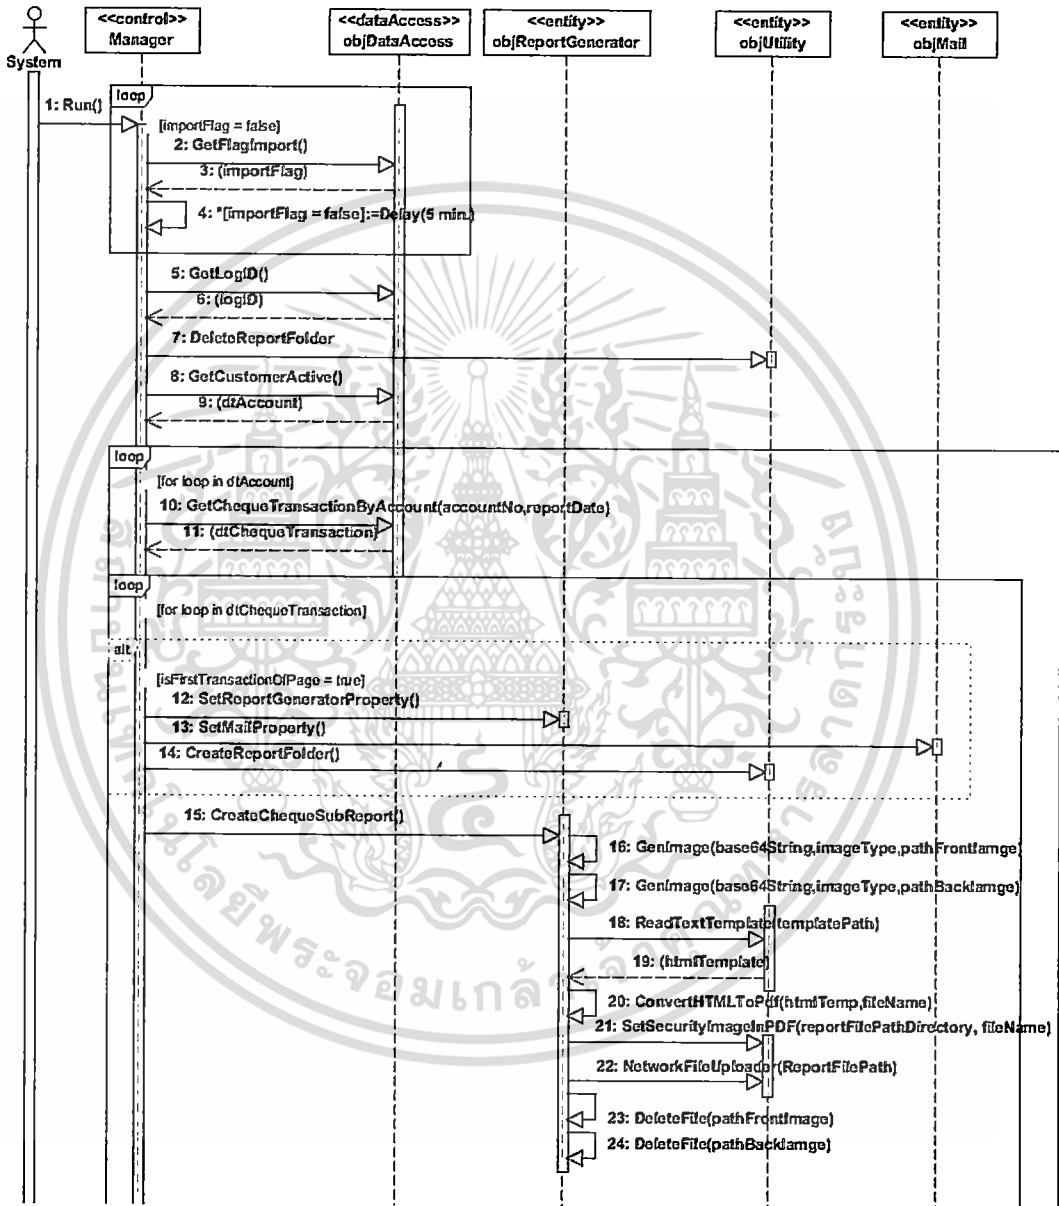 System
<<control>>
Manager
<<dataAccess>>
objDataAccess
<<entity>>
objReportGenerator
<<entity>>
objUtility
<<entity>>
objMail
loop
1: Run()
[importFlag = false]
2: GetFlagImport()
3: (importFlag)
4: *[importFlag = false]:=Delay(5 min.)
5: GetLogID()
6: (logID)
7: DeleteReportFolder
8: GetCustomerActive()
9: (dtAccount)
loop
[for loop in dtAccount]
10: GetChequeTransactionByAccount(accountNo,reportDate)
11: (dtChequeTransaction)
loop
[for loop in dtChequeTransaction]
alt
[isFirstTransactionOfPage = true]
12: SetReportGeneratorProperty()
13: SetMailProperty()
14: CreateReportFolder()
15: CreateChequeSubReport()
16: GenImage(base64String,imageType,pathFrontIamge)
17: GenImage(base64String,imageType,pathBackIamge)
18: ReadTextTemplate(templatePath)
19: (htmlTemplate)
20: ConvertHTMLToPdf(htmlTemp,fileName)
21: SetSecurityImageInPDF(reportFilePathDirectory, fileName)
22: NetworkFileUploader(ReportFilePath)
23: DeleteFile(pathFrontImage)
24: DeleteFile(pathBackIamge)